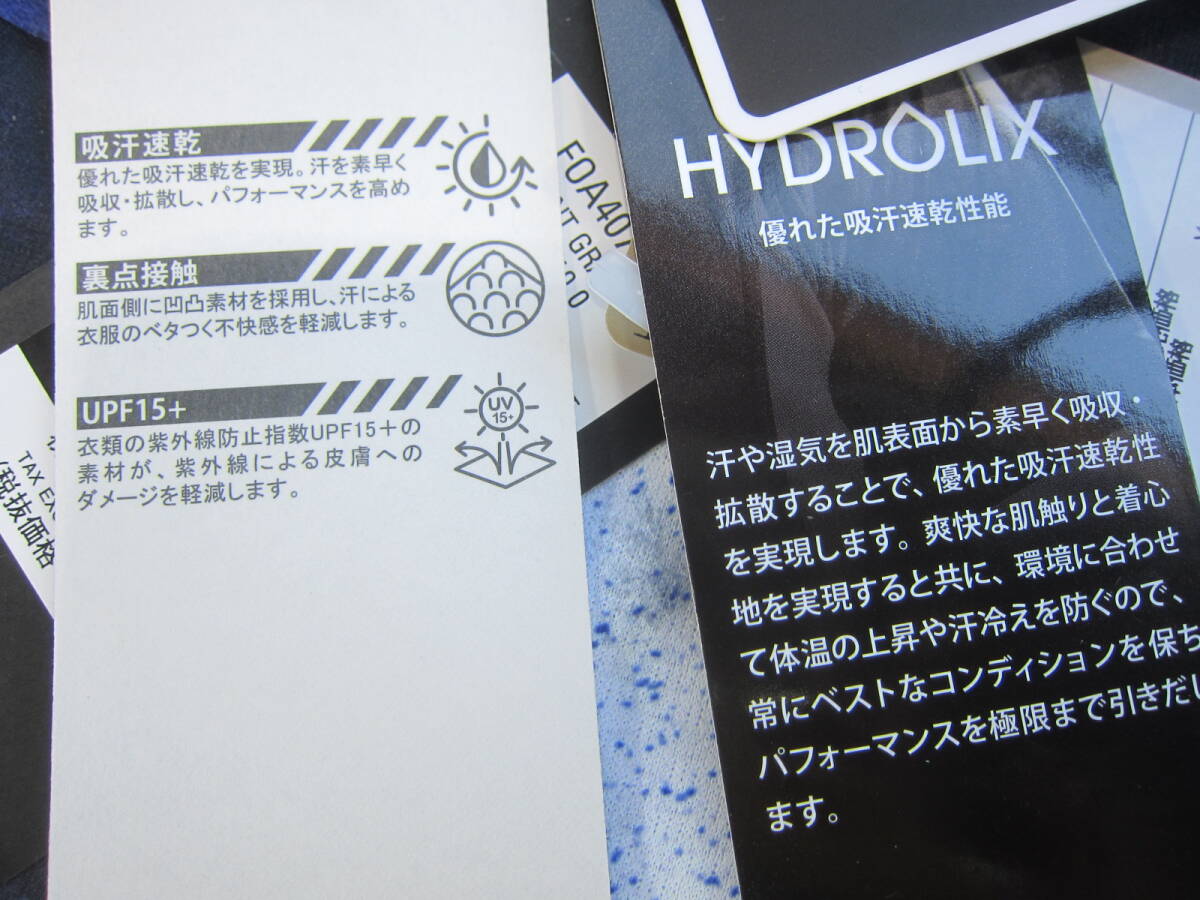 吸汗速乾
優れた吸汗速乾を実現。汗を素早く
吸収・拡散し、パフォーマンスを高め
ます。
裏点接触
肌面側に凹凸素材を採用し、汗による
衣服のベタつく不快感を軽減します。
UPF15+
UV
15+
衣類の紫外線防止指数UPF15+の
素材が、紫外線による皮膚への
ダメージを軽減します。
TAX EX
(税抜価格
FOA407
NT GR
HYDROLIX
優れた吸汗速乾性能
汗や湿気を肌表面から素早く吸収・
拡散することで、優れた吸汗速乾性
を実現します。爽快な肌触りと着心
地を実現すると共に、環境に合わせ
て体温の上昇や汗冷えを防ぐので、
常にベストなコンディションを保ち
パフォーマンスを極限まで引きだし
ます。